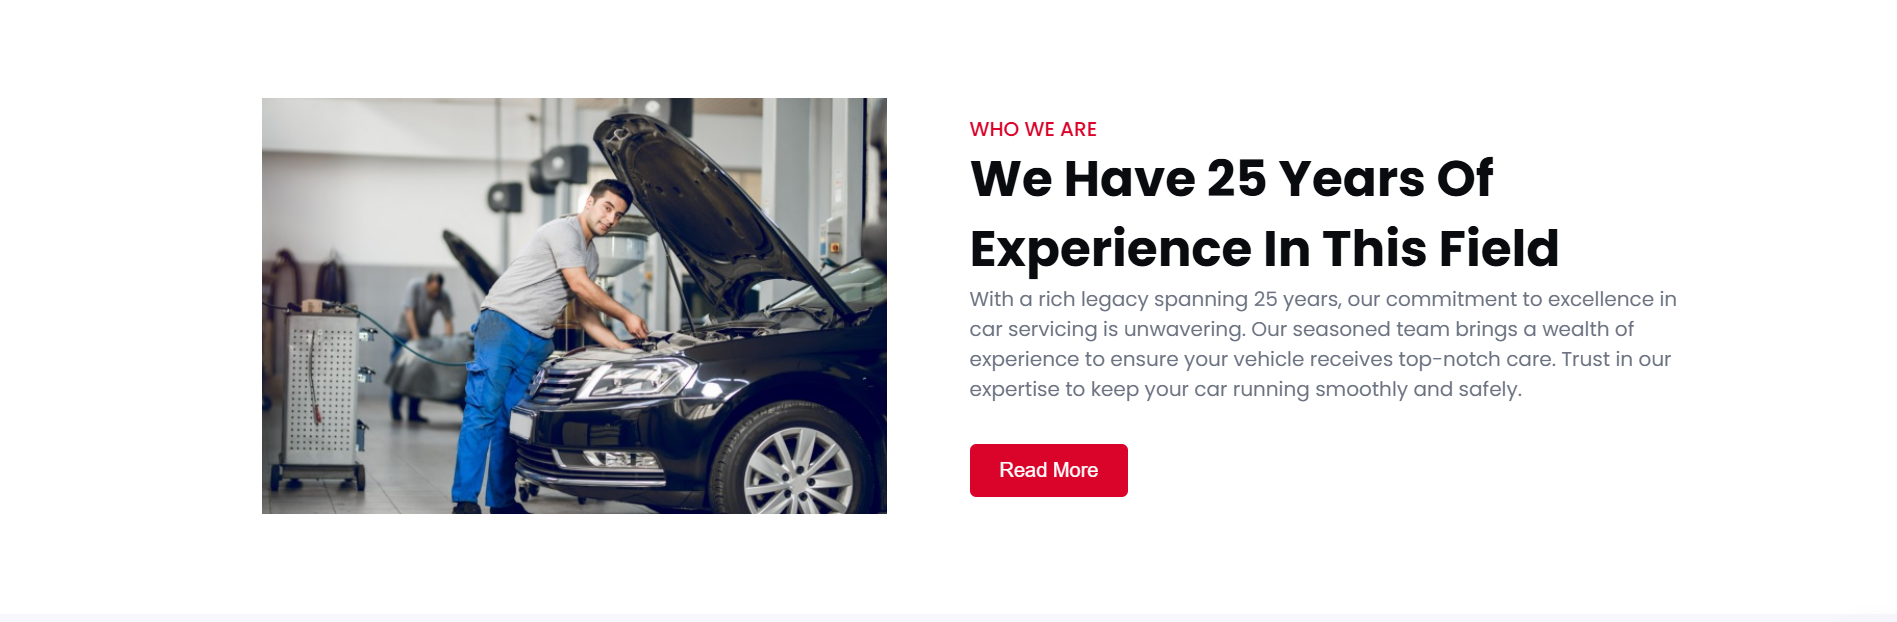 WHO WE ARE
We Have 25 Years Of
Experience In This Field
With a rich legacy spanning 25 years, our commitment to excellence in
car servicing is unwavering. Our seasoned team brings a wealth of
experience to ensure your vehicle receives top-notch care. Trust in our
expertise to keep your car running smoothly and safely.
Read More